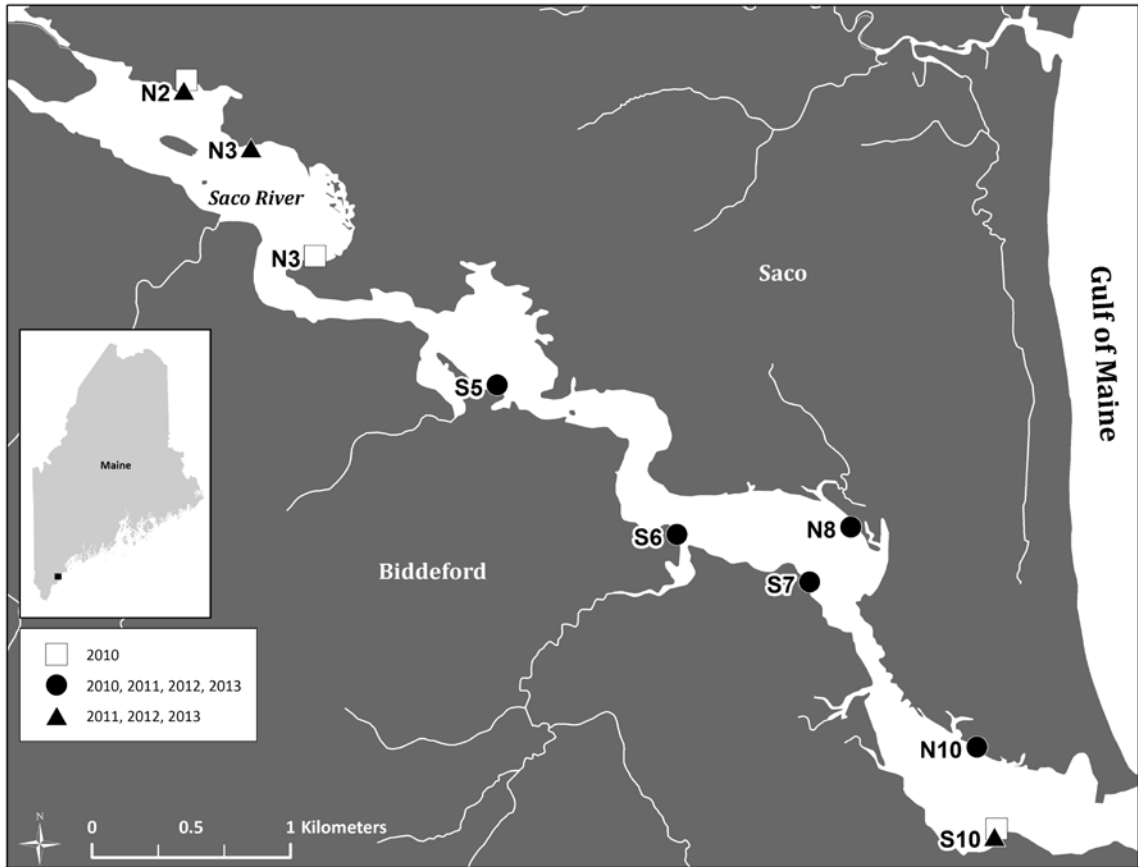 N2
N3
Saco River
N3
Saco
Gulf of Maine
S5
Maine
S6
N8
Biddeford
S7
2010
2010, 2011, 2012, 2013
2011, 2012, 2013
N10
N
0 0.5 1 Kilometers
S10